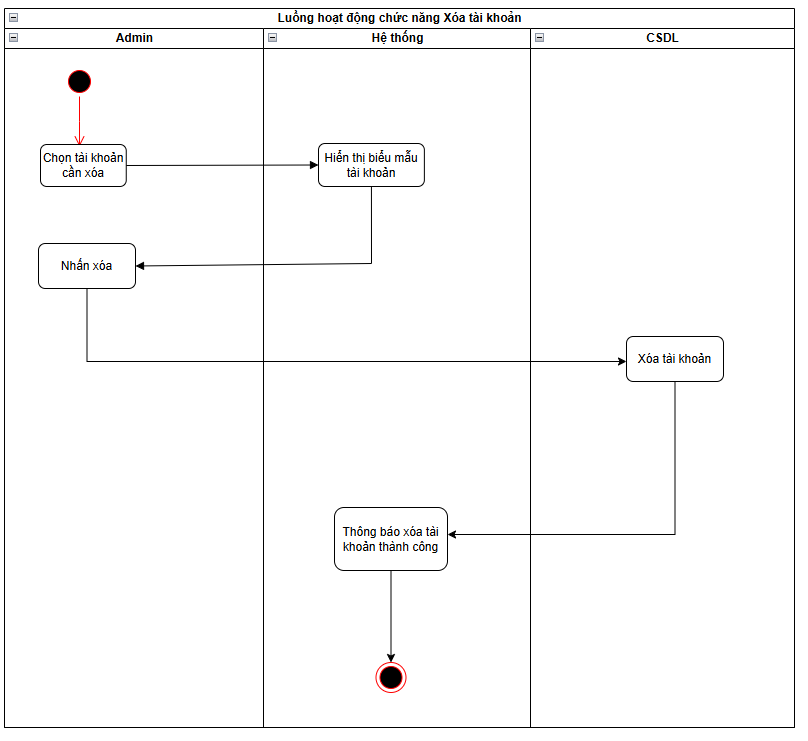 Luồng hoạt động chức năng Xóa tài khoản
Admin
Hệ thống
CSDL
Chọn tài khoản
cần xóa
Hiển thị biểu mẫu
tài khoản
Nhấn xóa
Xóa tài khoản
Thông báo xóa tài
khoản thành công